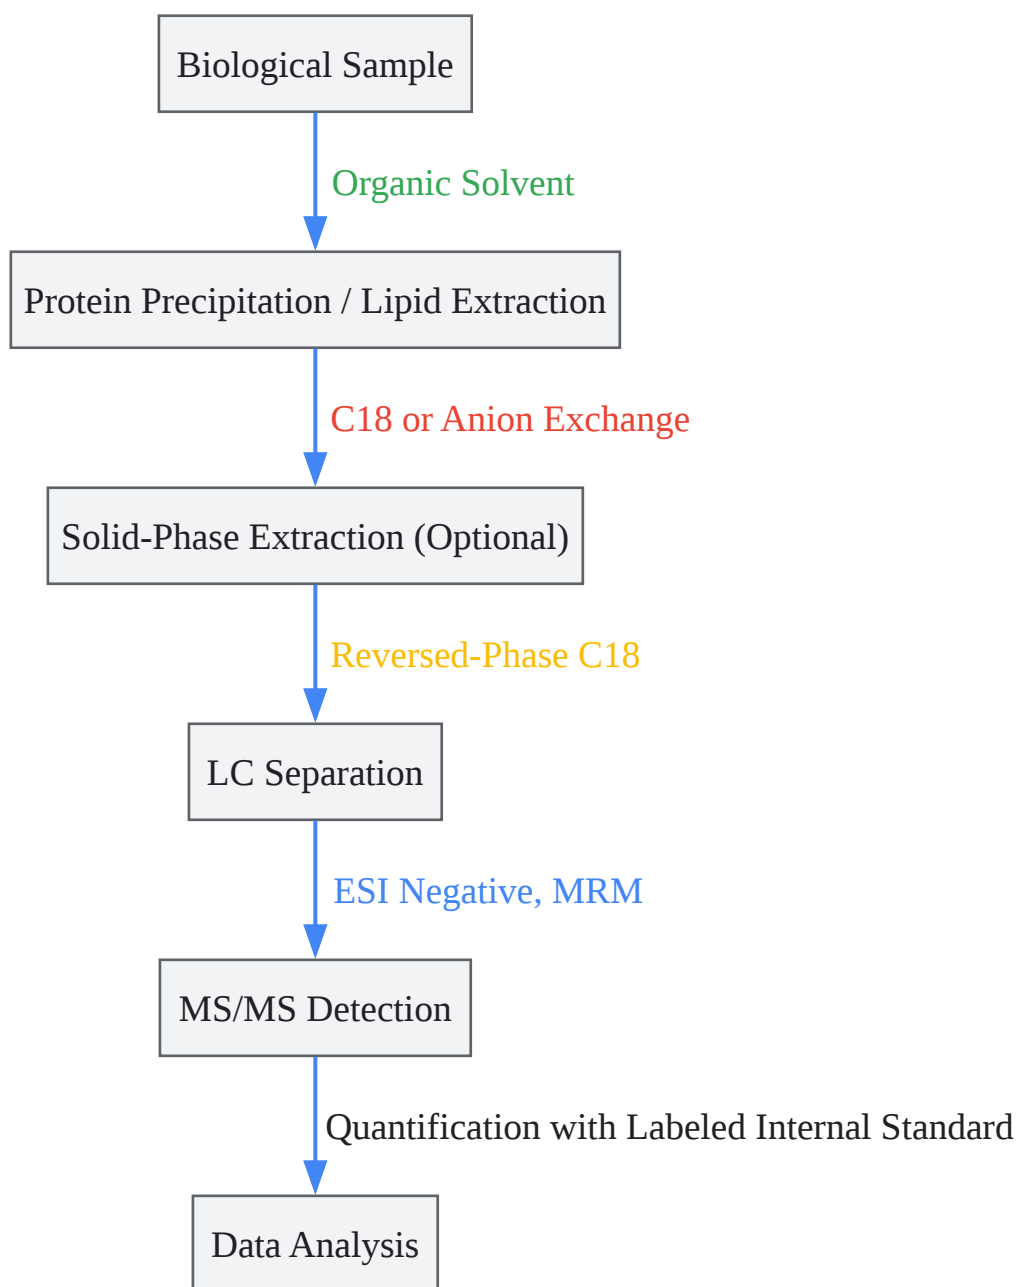 Biological Sample
Organic Solvent
Protein Precipitation / Lipid Extraction
C18 or Anion Exchange
Solid-Phase Extraction (Optional)
Reversed-Phase C18
LC Separation
ESI Negative, MRM
MS/MS Detection
Quantification with Labeled Internal Standard
Data Analysis